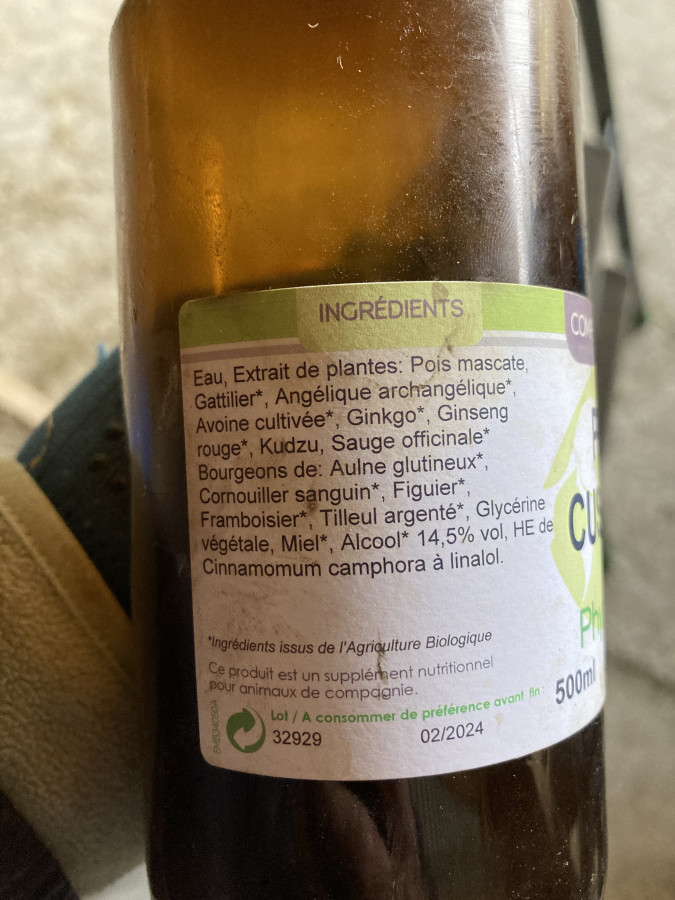 INGRÉDIENTS
Eau, Extrait de plantes: Pois mascate,
Gattilier*, Angélique archangélique*,
Avoine cultivée*, Ginkgo*, Ginseng
rouge*, Kudzu, Sauge officinale*
Bourgeons de: Aulne glutineux*,
Cornouiller sanguin*, Figuier*,
Framboisier*, Tilleul argenté*, Glycérine
végétale, Miel*, Alcool* 14,5% vol, HE de
Cinnamomum camphora à linalol.
*Ingrédients issus de l'Agriculture Biologique
Ce produit est un supplément nutritionnel
pour animaux de compagnie.
Lot / A consommer de préférence avant fin :
32929 02/2024
500ml